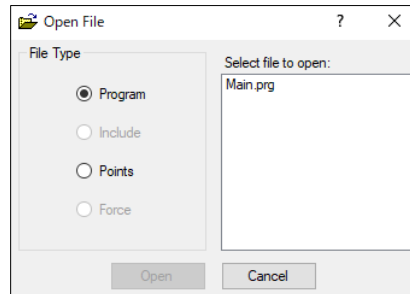 Open File
? X
File Type
Program
Include
Points
Force
Select file to open:
Main.prg
Open
Cancel